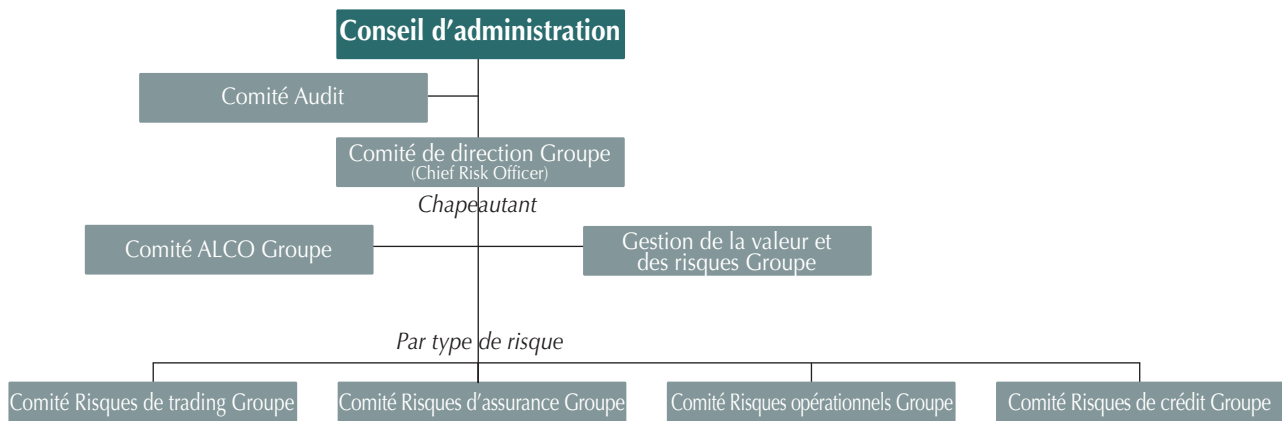 Conseil d'administration
Comité Audit
Comité de direction Groupe
(Chief Risk Officer)
Chapeautant
Comité ALCO Groupe
Gestion de la valeur et
des risques Groupe
Par type de risque
Comité Risques de trading Groupe
Comité Risques d'assurance Groupe
Comité Risques opérationnels Groupe
Comité Risques de crédit Groupe